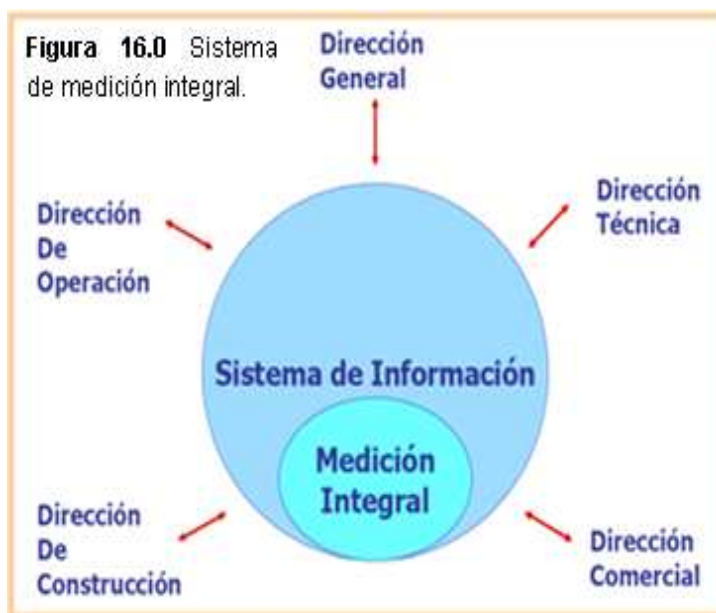 Figura 16.0 Sistema
de medición integral.
Dirección
General
Dirección
Técnica
Dirección
De
Operación
Sistema de Información
Medición
Integral
Dirección
De
Construcción
Dirección
Comercial